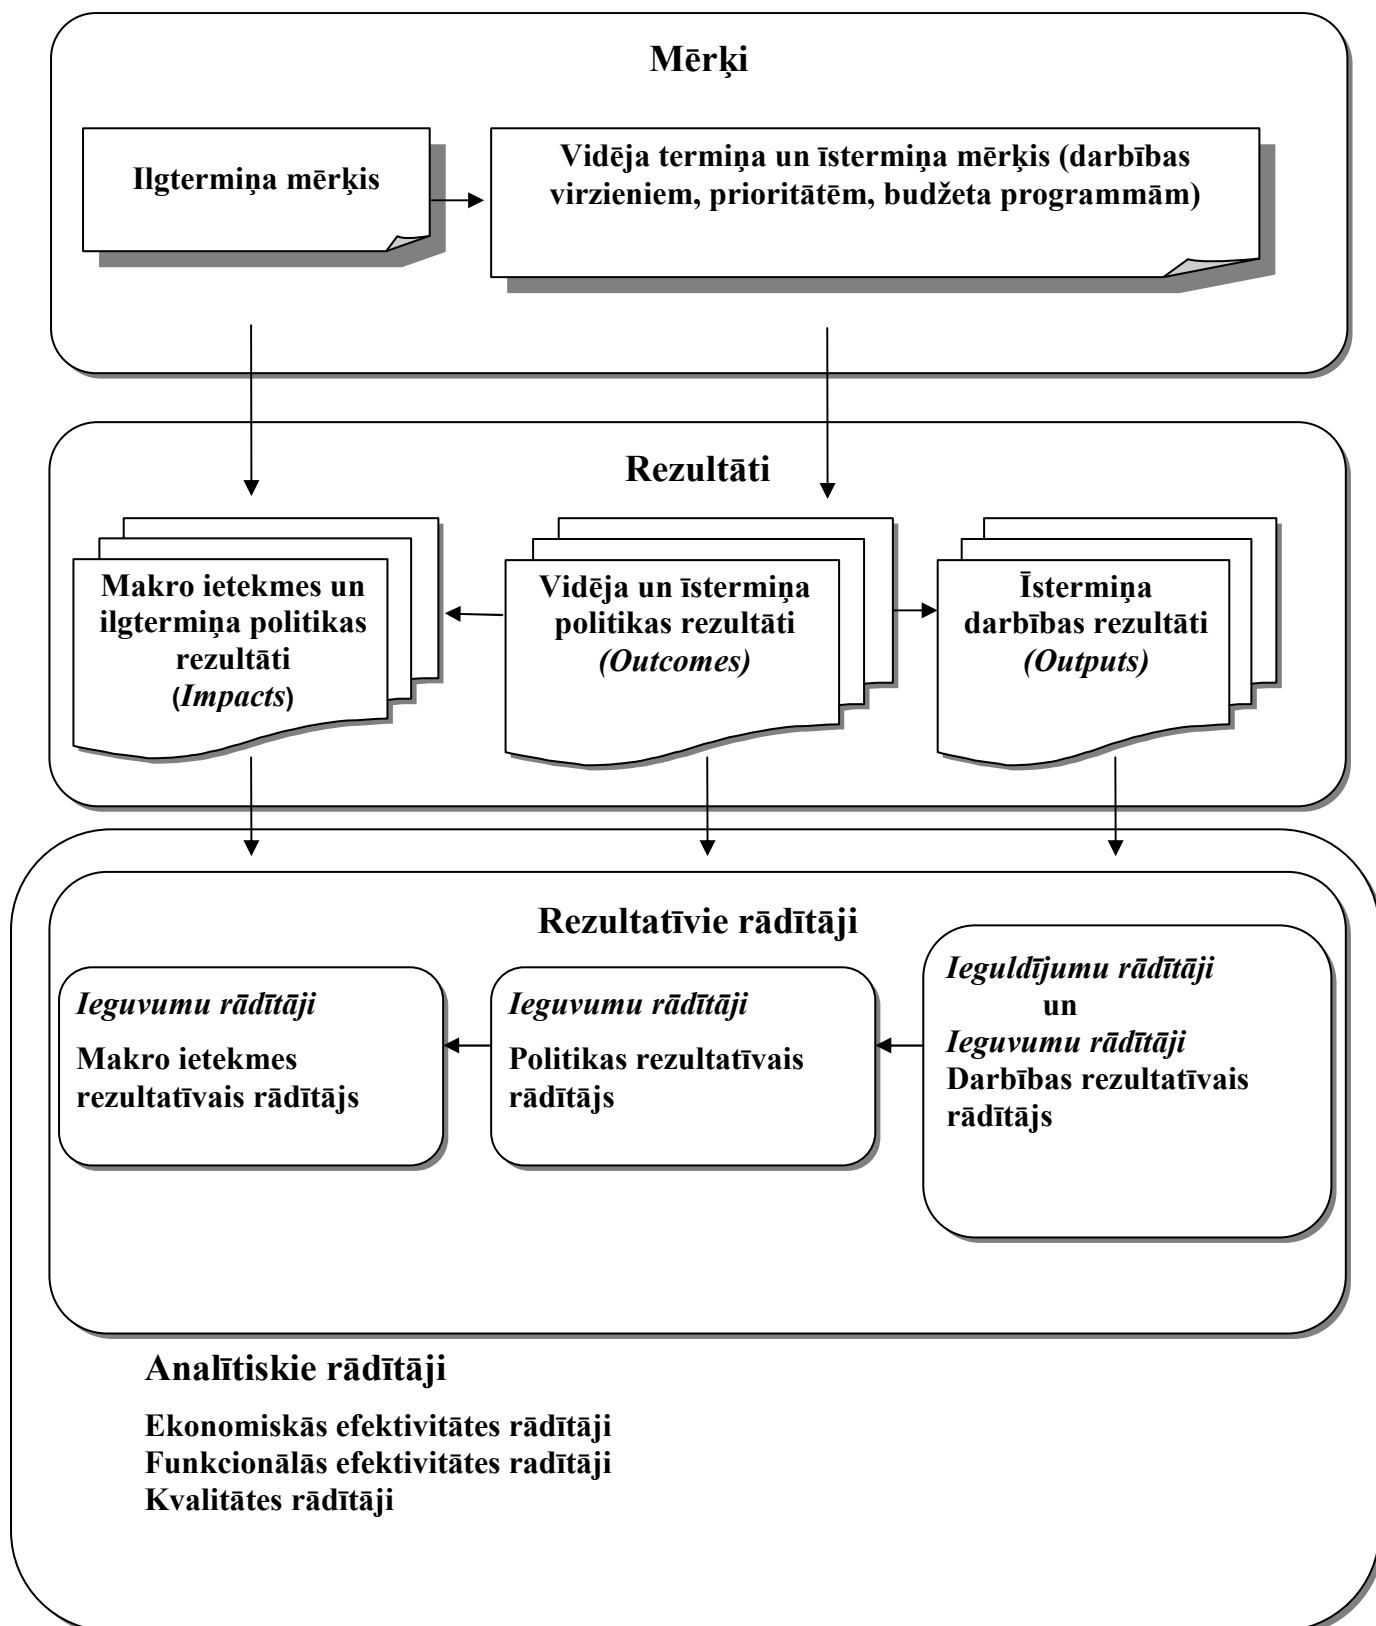 Mērķi
Ilgtermiņa mērķis
Vidēja termiņa un īstermiņa mērķis (darbības
virzieniem, prioritātēm, budžeta programmām)
Rezultāti
Makro ietekmes un
ilgtermiņa politikas
rezultāti
(Impacts)
Vidēja un īstermiņa
politikas rezultāti
(Outcomes)
Īstermiņa
darbības rezultāti
(Outputs)
Rezultatīvie rādītāji
Ieguvumu rādītāji
Makro ietekmes
rezultatīvais rādītājs
Ieguvumu rādītāji
Politikas rezultatīvais
rādītājs
Ieguldījumu rādītāji
un
Ieguvumu rādītāji
Darbības rezultatīvais
rādītājs
Analītiskie rādītāji
Ekonomiskās efektivitātes rādītāji
Funkcionālās efektivitātes radītāji
Kvalitātes rādītāji